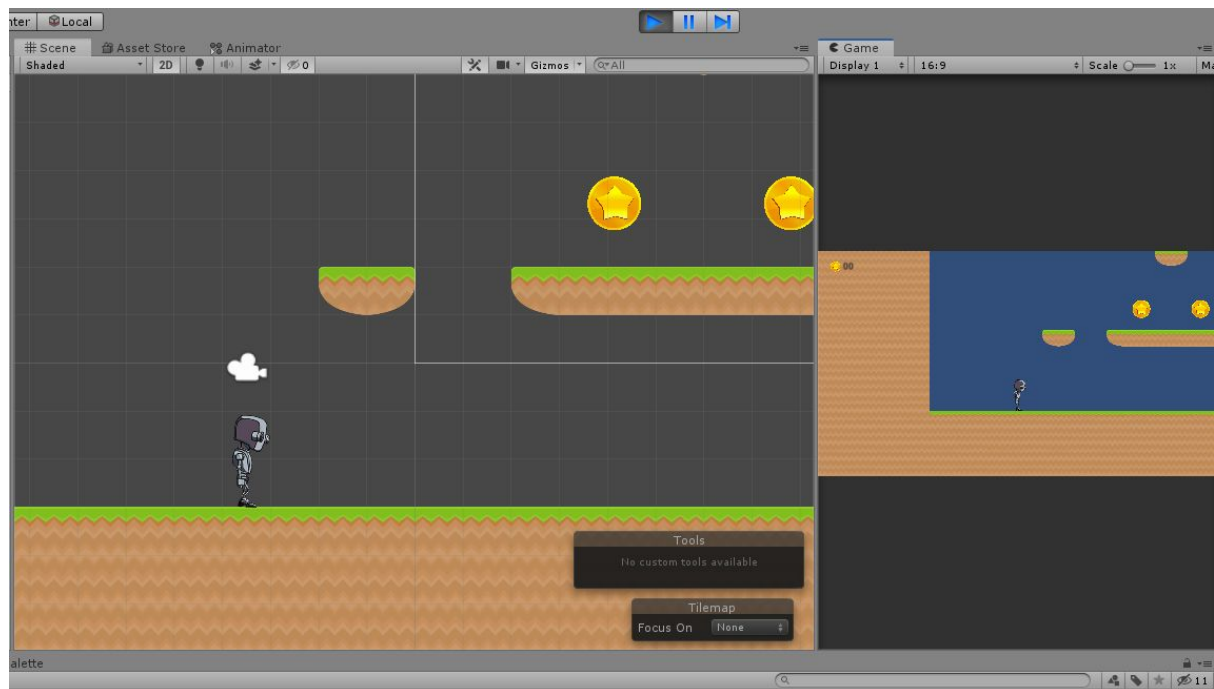 nter Local
# Scene Asset Store Animator
Game
Shaded 2D 0 Gizmos All
Display 1 16:9 Scale 1x Ma
00
Tools
No custom tools available
Tilemap
Focus On None
alette
11